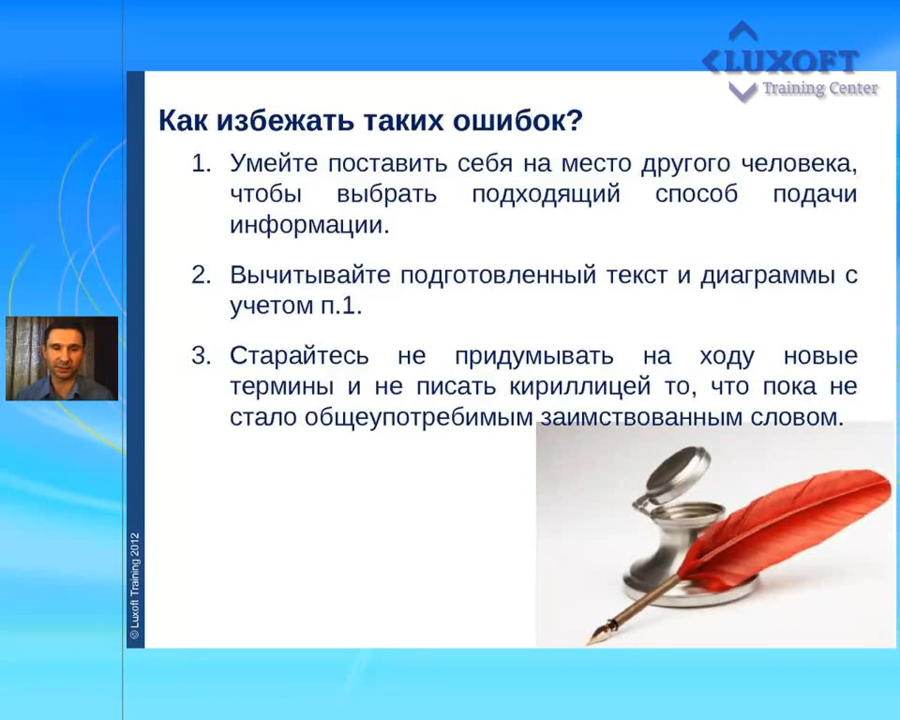 LUXOFT
Training Center
Как избежать таких ошибок?
1. Умейте поставить себя на место другого человека,
чтобы выбрать подходящий способ подачи
информации.
2. Вычитывайте подготовленный текст и диаграммы с
учетом п.1.
3. Старайтесь не придумывать на ходу новые
термины и не писать кириллицей то, что пока не
стало общеупотребимым заимствованным словом.
© Luxoft Training 2012